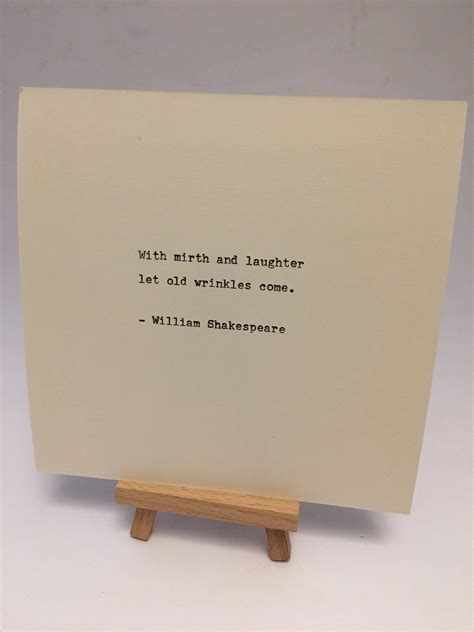 With mirth and laughter
let old wrinkles come.
- William Shakespeare